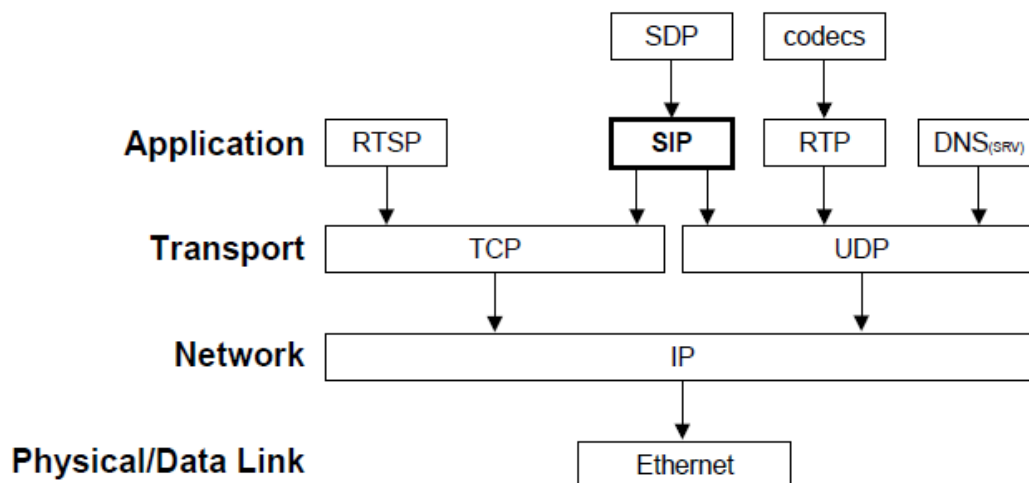 SDP codecs
Application RTSP SIP RTP DNS(SRV)
Transport TCP UDP
Network IP
Physical/Data Link Ethernet